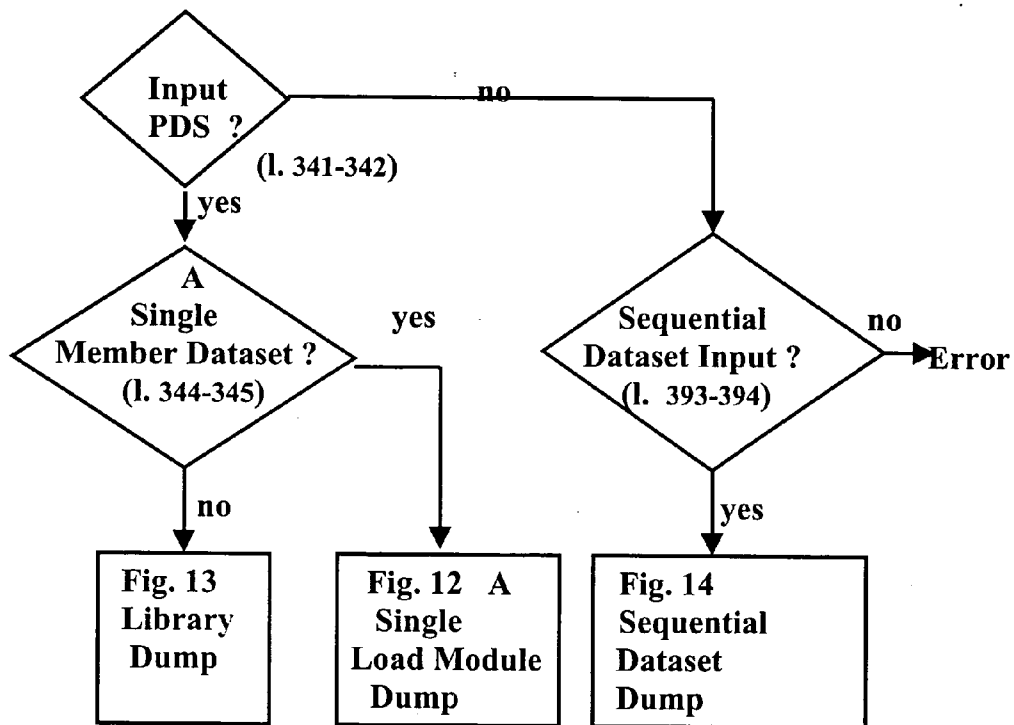 Input
PDS ?
(l. 341-342)
no
yes
A
Single
Member Dataset ?
(l. 344-345)
yes
Sequential
Dataset Input ?
(l. 393-394)
no
Error
no
yes
Fig. 13
Library
Dump
Fig. 12 A
Single
Load Module
Dump
Fig. 14
Sequential
Dataset
Dump